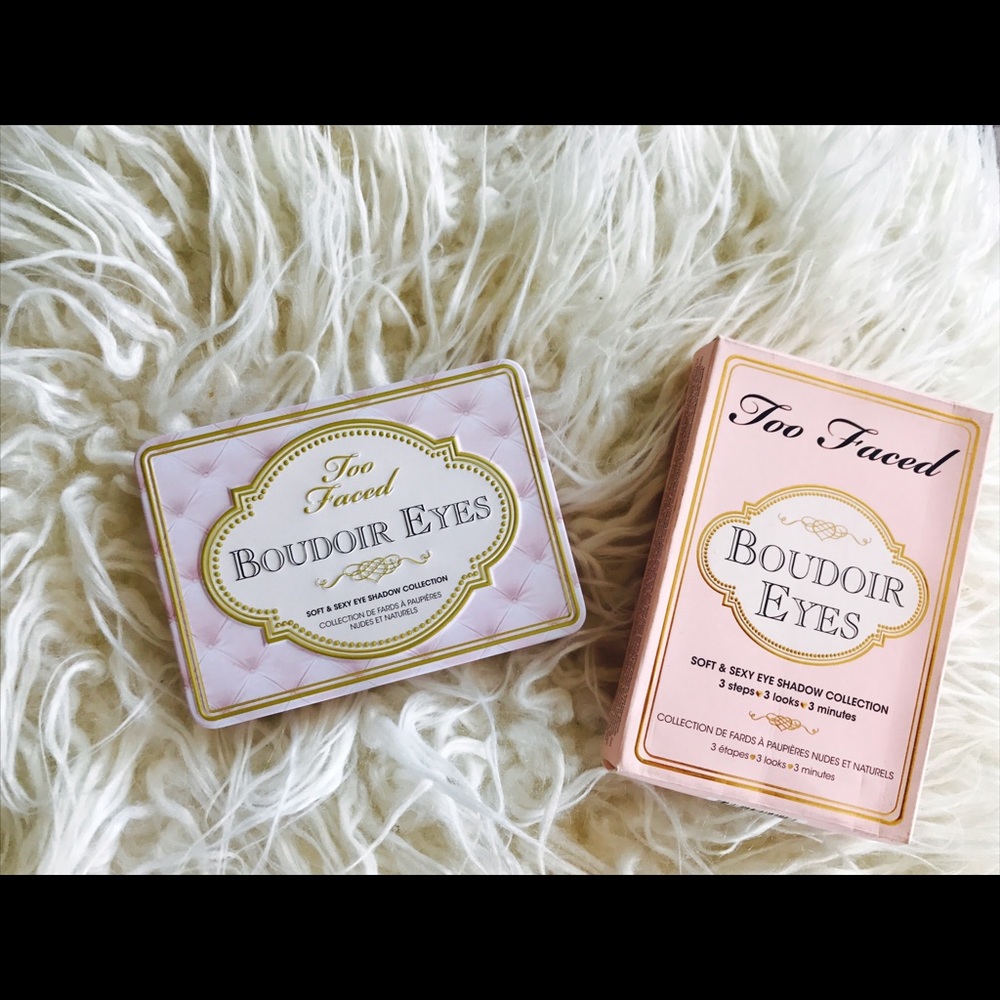 Too
Faced
BOUDOIR EYES
SOFT & SEXY EYE SHADOW COLLECTION
COLLECTION DE FARDS À PAUPIÈRES
NUDES ET NATURELS
Too Faced
BOUDOIR
EYES
SOFT & SEXY EYE SHADOW COLLECTION
3 steps♥3 looks♥3 minutes
COLLECTION DE FARDS À PAUPIÈRES NUDES ET NATURELS
3 étapes♥3 looks♥3 minutes